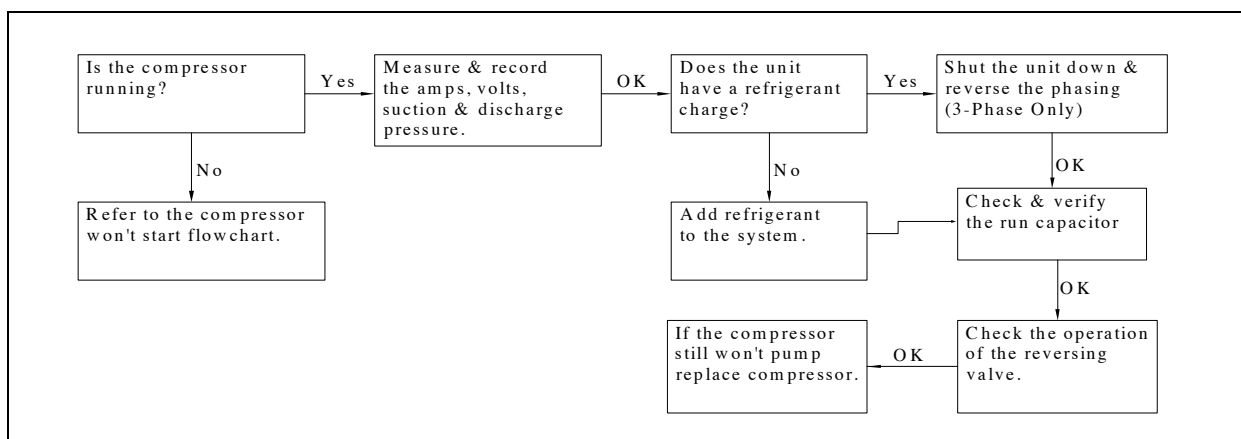 Is the compressor
running?
Yes
Measure & record
the amps, volts,
suction & discharge
pressure.
OK
Does the unit
have a refrigerant
charge?
Yes
Shut the unit down &
reverse the phasing
(3-Phase Only)
No
No
OK
Refer to the compressor
won't start flowchart.
Add refrigerant
to the system.
Check & verify
the run capacitor
OK
If the compressor
still won't pump
replace compressor.
OK
Check the operation
of the reversing
valve.